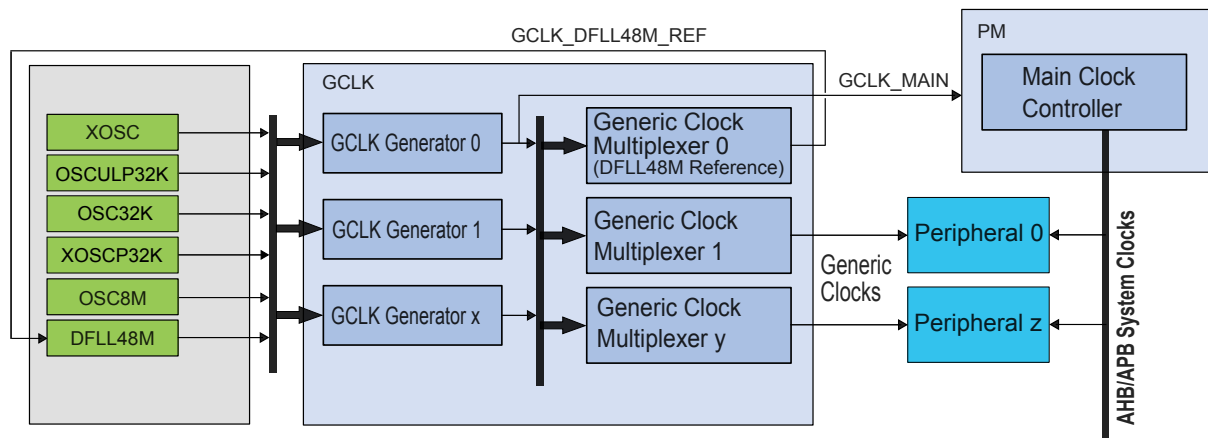 GCLK_DFLL48M_REF
PM
GCLK
GCLK_MAIN
Main Clock
Controller
XOSC
OSCULP32K
OSC32K
XOSCP32K
OSC8M
DFLL48M
GCLK Generator 0
GCLK Generator 1
GCLK Generator x
Generic Clock
Multiplexer 0
(DFLL48M Reference)
Generic Clock
Multiplexer 1
Generic Clock
Multiplexer y
Generic
Clocks
Peripheral 0
Peripheral z
AHB/APB System Clocks